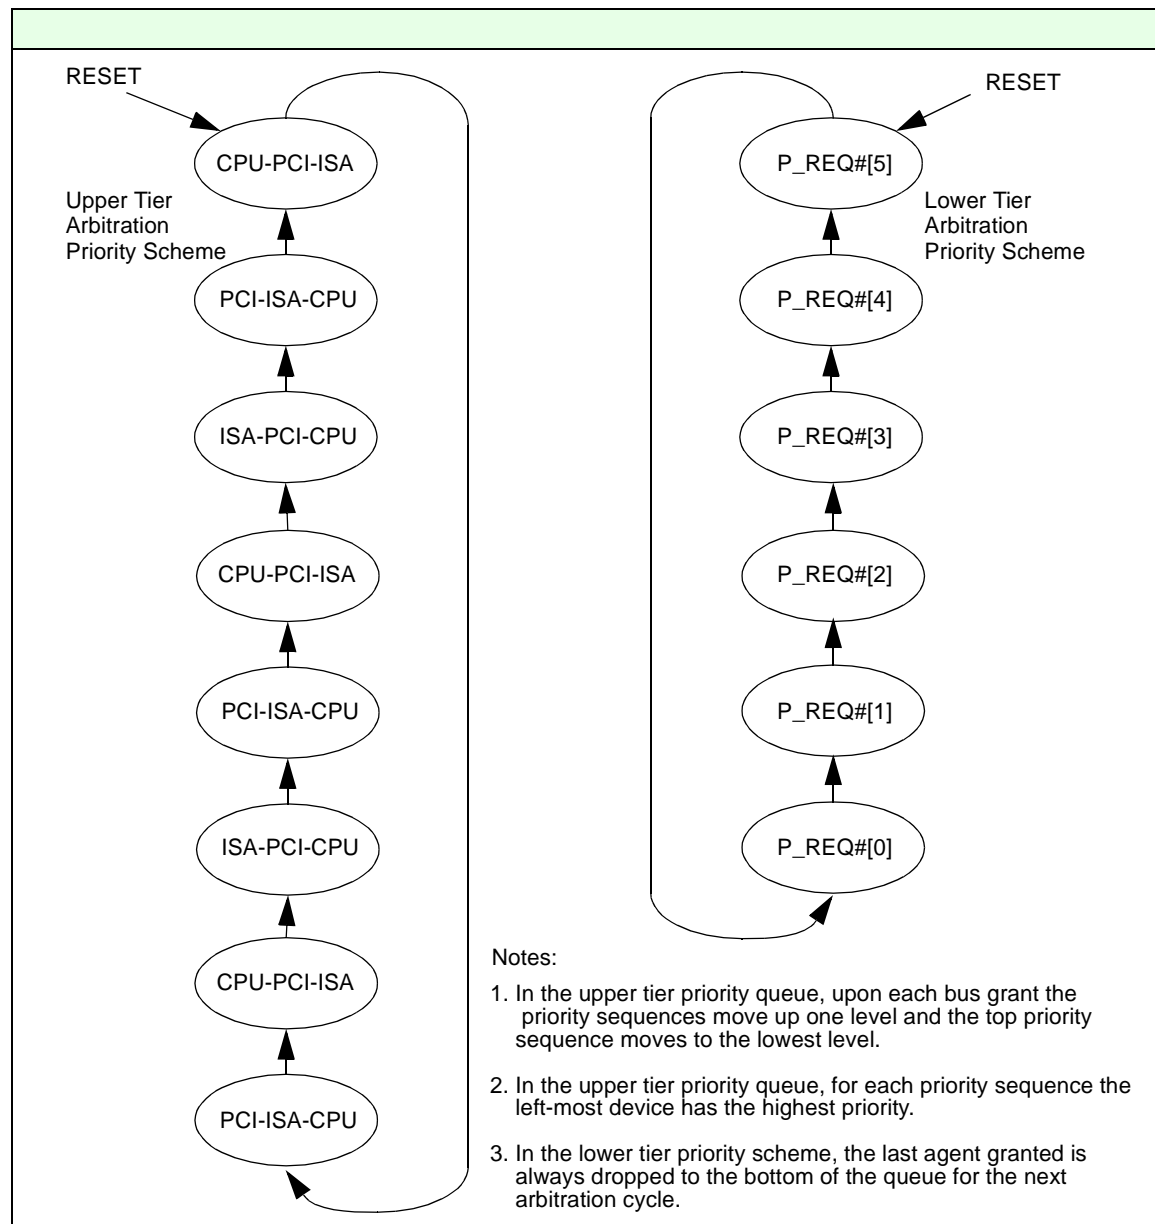 RESET
CPU-PCI-ISA
Upper Tier
Arbitration
Priority Scheme
PCI-ISA-CPU
ISA-PCI-CPU
CPU-PCI-ISA
PCI-ISA-CPU
ISA-PCI-CPU
CPU-PCI-ISA
PCI-ISA-CPU
RESET
P_REQ#[5]
Lower Tier
Arbitration
Priority Scheme
P_REQ#[4]
P_REQ#[3]
P_REQ#[2]
P_REQ#[1]
P_REQ#[0]
Notes:
1. In the upper tier priority queue, upon each bus grant the
priority sequences move up one level and the top priority
sequence moves to the lowest level.
2. In the upper tier priority queue, for each priority sequence the
left-most device has the highest priority.
3. In the lower tier priority scheme, the last agent granted is
always dropped to the bottom of the queue for the next
arbitration cycle.